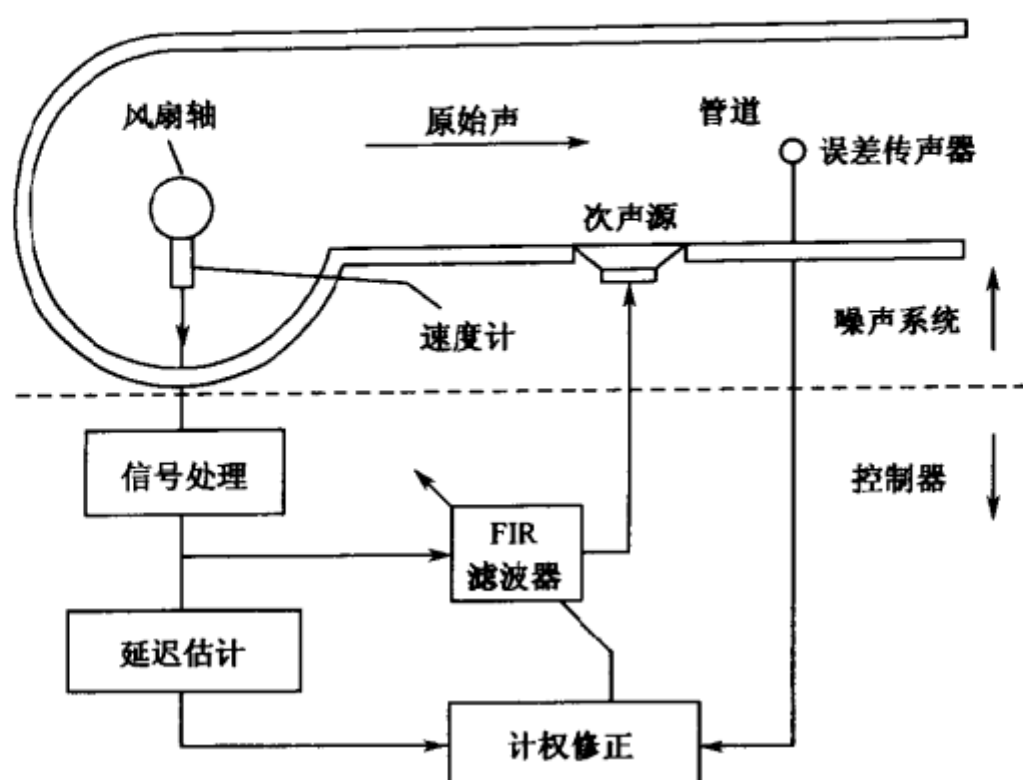 风扇轴
原始声
管道
误差传声器
次声源
速度计
噪声系统
信号处理
控制器
FIR
滤波器
延迟估计
计权修正